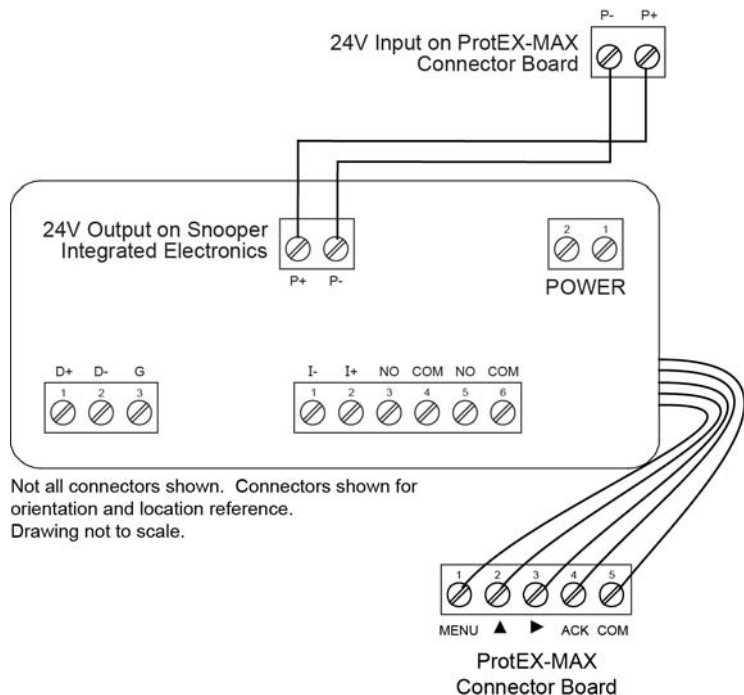 P- P+
24V Input on ProtEX-MAX
Connector Board
24V Output on Snooper
Integrated Electronics
P+ P-
2 1
POWER
D+ D- G
1 2 3
I- I+ NO COM NO COM
1 2 3 4 5 6
Not all connectors shown. Connectors shown for
orientation and location reference.
Drawing not to scale.
1 2 3 4 5
MENU ▲ ▶ ACK COM
ProtEX-MAX
Connector Board